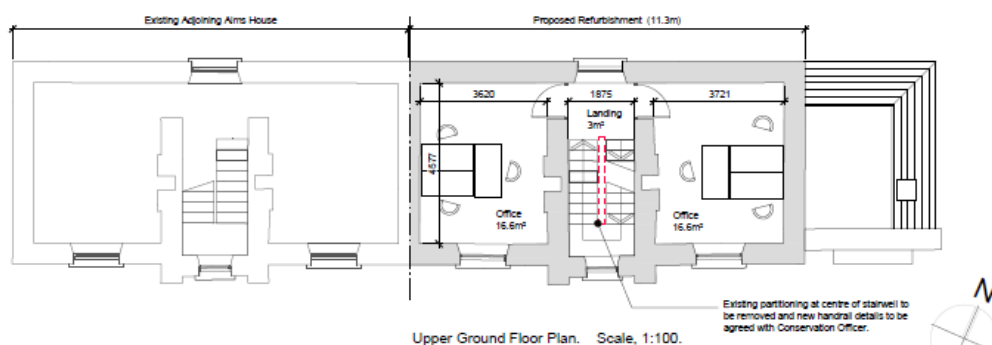 Existing Adjoining Alms House
Proposed Refurbishment (11.3m)
3620
1875
3721
Landing
3m²
4577
Office
16.6m²
Office
16.6m²
N
Existing partitioning at centre of stairwell to
be removed and new handrail details to be
agreed with Conservation Officer.
Upper Ground Floor Plan. Scale, 1:100.